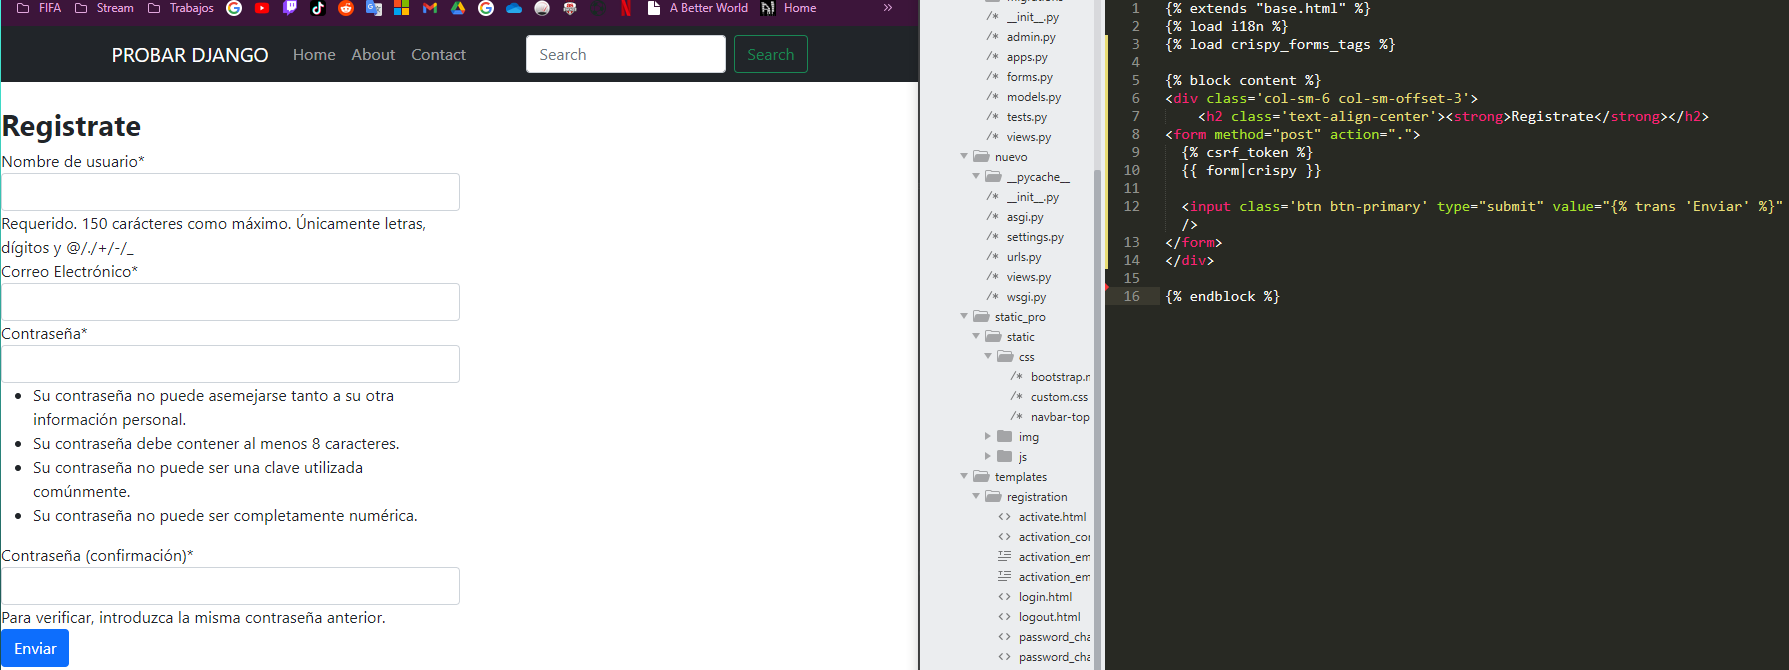 FIFA Stream Trabajos A Better World Home »
PROBAR DJANGO Home About Contact Search Search
Registrate
Nombre de usuario*
Requerido. 150 carácteres como máximo. Únicamente letras,
dígitos y @/./+/-/_
Correo Electrónico*
Contraseña*
Su contraseña no puede asemejarse tanto a su otra
información personal.
Su contraseña debe contener al menos 8 caracteres.
Su contraseña no puede ser una clave utilizada
comúnmente.
Su contraseña no puede ser completamente numérica.
Contraseña (confirmación)*
Para verificar, introduzca la misma contraseña anterior.
Enviar
migrations
/* __init__.py
/* admin.py
/* apps.py
/* forms.py
/* models.py
/* tests.py
/* views.py
nuevo
__pycache__
/* __init__.py
/* asgi.py
/* settings.py
/* urls.py
/* views.py
/* wsgi.py
static_pro
static
css
/* bootstrap.m
/* custom.css
/* navbar-top
img
js
templates
registration
<> activate.html
<> activation_con
activation_em
activation_em
<> login.html
<> logout.html
<> password_cha
<> password_cha
1 {% extends "base.html" %}
2 {% load i18n %}
3 {% load crispy_forms_tags %}
4
5 {% block content %}
6 <div class='col-sm-6 col-sm-offset-3'>
7 <h2 class='text-align-center'><strong>Registrate</strong></h2>
8 <form method="post" action=".">
9 {% csrf_token %}
10 {{ form|crispy }}
11
12 <input class='btn btn-primary' type="submit" value="{% trans 'Enviar' %}"
/>
13 </form>
14 </div>
15
16 {% endblock %}